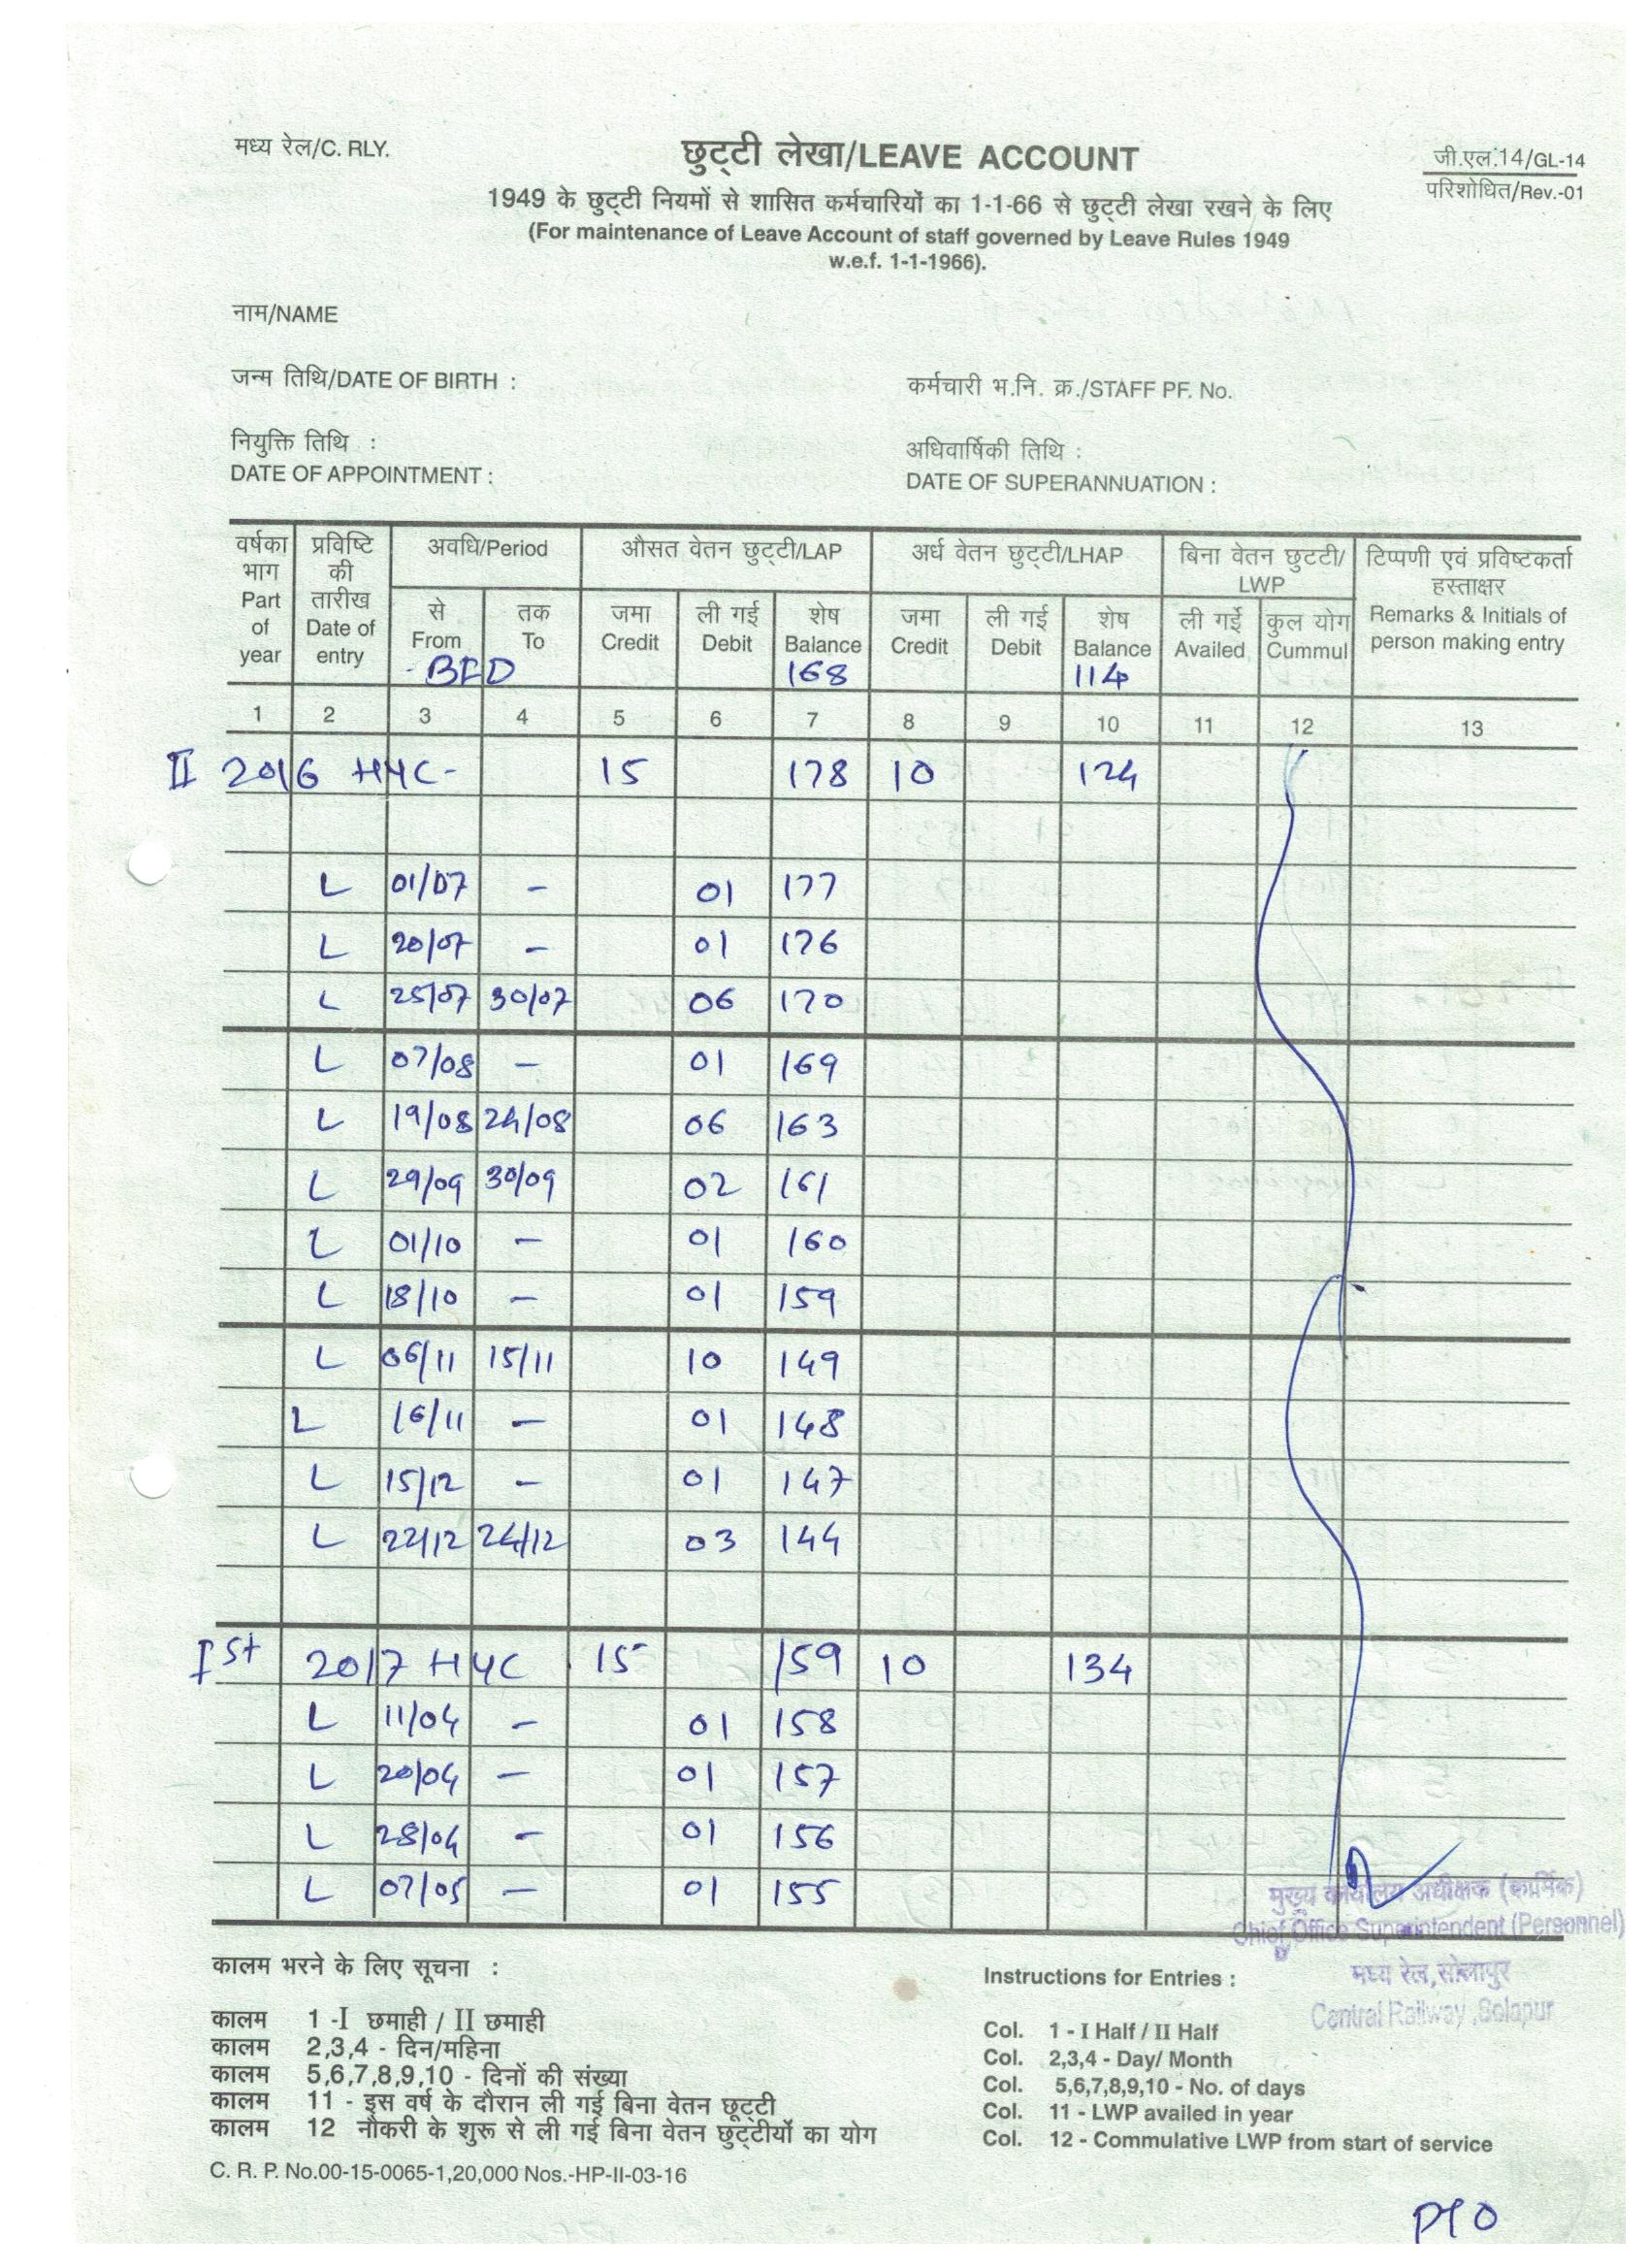 मध्य रेल/C. RLY.
छुट्टी लेखा/LEAVE ACCOUNT
जी.एल.14/GL-14
परिशोधित/Rev.-01
1949 के छुट्टी नियमों से शासित कर्मचारियों का 1-1-66 से छुट्टी लेखा रखने के लिए
(For maintenance of Leave Account of staff governed by Leave Rules 1949
w.e.f. 1-1-1966).
नाम/NAME
जन्म तिथि/DATE OF BIRTH :
कर्मचारी भ.नि. क्र./STAFF PF. No.
नियुक्ति तिथि :
DATE OF APPOINTMENT :
अधिवार्षिकी तिथि :
DATE OF SUPERANNUATION :
वर्षका भाग Part of year
प्रविष्टि की तारीख Date of entry
अवधि/Period
औसत वेतन छुट्टी/LAP
अर्ध वेतन छुट्टी/LHAP
बिना वेतन छुटटी/ LWP
टिप्पणी एवं प्रविष्टकर्ता हस्ताक्षर Remarks & Initials of person making entry
से From
तक To
जमा Credit
ली गई Debit
शेष Balance
जमा Credit
ली गई Debit
शेष Balance
ली गई Availed
कुल योग Cummul
168 114
1 2 3 4 5 6 7 8 9 10 11 12 13
II 2016 HYC- 15 178 10 124
L 01/07 - 01 177
L 20/07 - 01 176
L 25/07 30/07 06 170
L 07/08 - 01 169
L 19/08 24/08 06 163
L 29/09 30/09 02 161
L 01/10 - 01 160
L 18/10 - 01 159
L 06/11 15/11 10 149
L 16/11 - 01 148
L 15/12 - 01 147
L 22/12 24/12 03 144
Ist 2017 HYC 15 159 10 134
L 11/04 - 01 158
L 20/04 - 01 157
L 28/04 - 01 156
L 07/05 - 01 155
मुख्य कार्यालय अधीक्षक (कार्मिक)
Chief Office Superintendent (Personnel)
मध्य रेल,सोलापुर
Central Railway ,Solapur
कालम भरने के लिए सूचना :
कालम 1 -I छमाही / II छमाही
कालम 2,3,4 - दिन/महिना
कालम 5,6,7,8,9,10 - दिनों की संख्या
कालम 11 - इस वर्ष के दौरान ली गई बिना वेतन छूट्टी
कालम 12 नौकरी के शुरू से ली गई बिना वेतन छुट्टीयों का योग
Instructions for Entries :
Col. 1 - I Half / II Half
Col. 2,3,4 - Day/ Month
Col. 5,6,7,8,9,10 - No. of days
Col. 11 - LWP availed in year
Col. 12 - Commulative LWP from start of service
C. R. P. No.00-15-0065-1,20,000 Nos.-HP-II-03-16
PTO